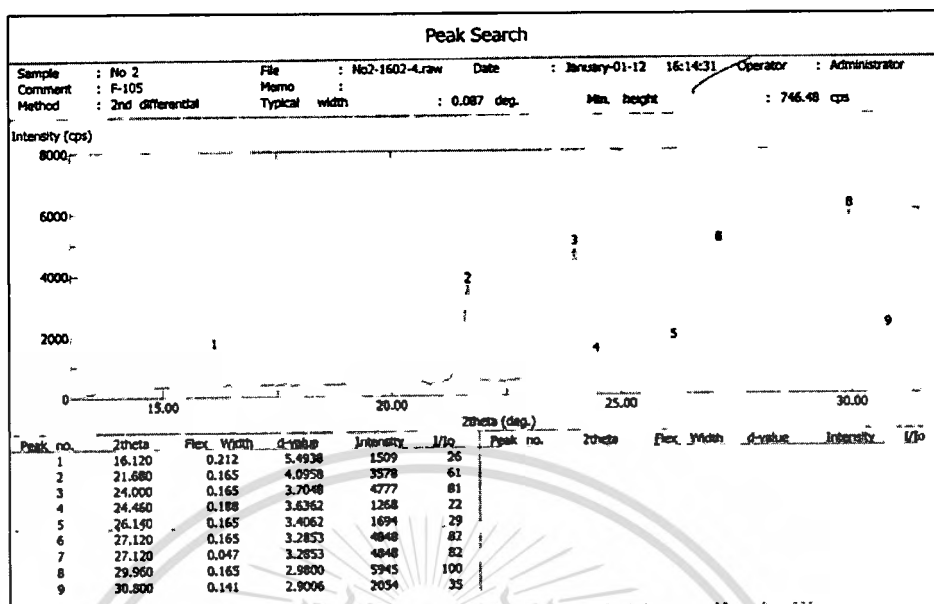 Peak Search
Sample : No 2 File : No2-1602-4.raw Date : January-01-12 16:14:31 Operator : Administrator
Comment : F-105 Memo :
Method : 2nd differential Typical width : 0.087 deg. Min. height : 746.48 cps
Intensity (cps)
8000
6000
4000
2000
0
1
2
3
4
5
6
8
9
15.00 20.00 25.00 30.00
2theta (deg.)
Peak no. 2theta Flex Width d-value Intensity I/Io Peak no. 2theta Flex Width d-value Intensity I/Io
1 16.120 0.212 5.4938 1509 26
2 21.680 0.165 4.0958 3578 61
3 24.000 0.165 3.7048 4777 81
4 24.460 0.188 3.6362 1268 22
5 26.140 0.165 3.4062 1694 29
6 27.120 0.165 3.2853 4848 82
7 27.120 0.047 3.2853 4848 82
8 29.960 0.165 2.9800 5945 100
9 30.800 0.141 2.9006 2054 35